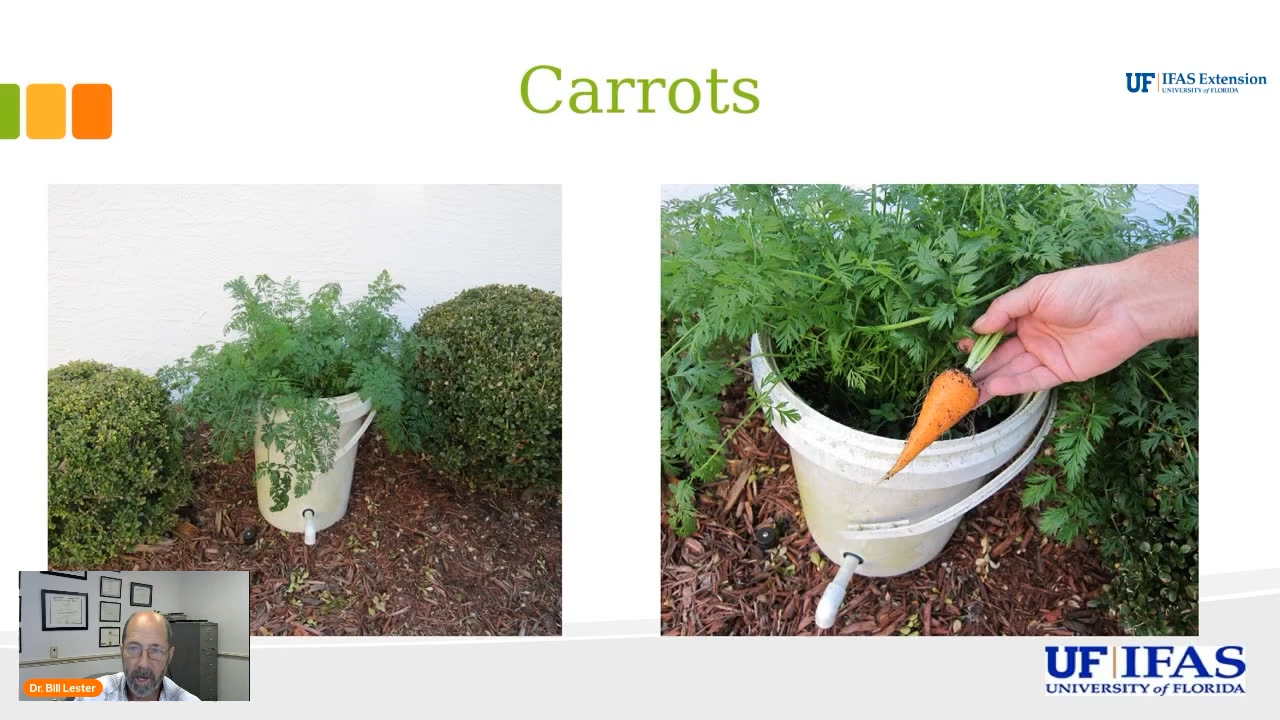 Carrots
UF IFAS Extension
UNIVERSITY of FLORIDA
Dr. Bill Lester
UF IFAS
UNIVERSITY of FLORIDA